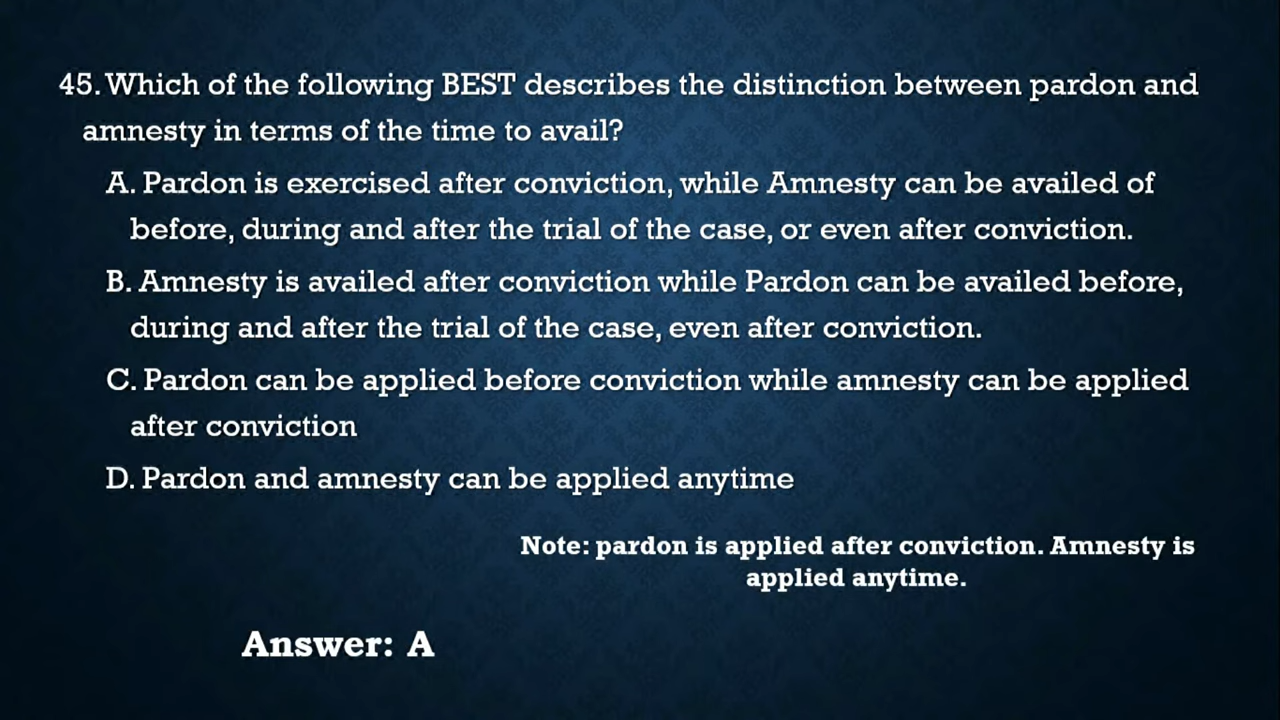 45. Which of the following BEST describes the distinction between pardon and
amnesty in terms of the time to avail?
A. Pardon is exercised after conviction, while Amnesty can be availed of
before, during and after the trial of the case, or even after conviction.
B. Amnesty is availed after conviction while Pardon can be availed before,
during and after the trial of the case, even after conviction.
C. Pardon can be applied before conviction while amnesty can be applied
after conviction
D. Pardon and amnesty can be applied anytime
Note: pardon is applied after conviction. Amnesty is
applied anytime.
Answer: A